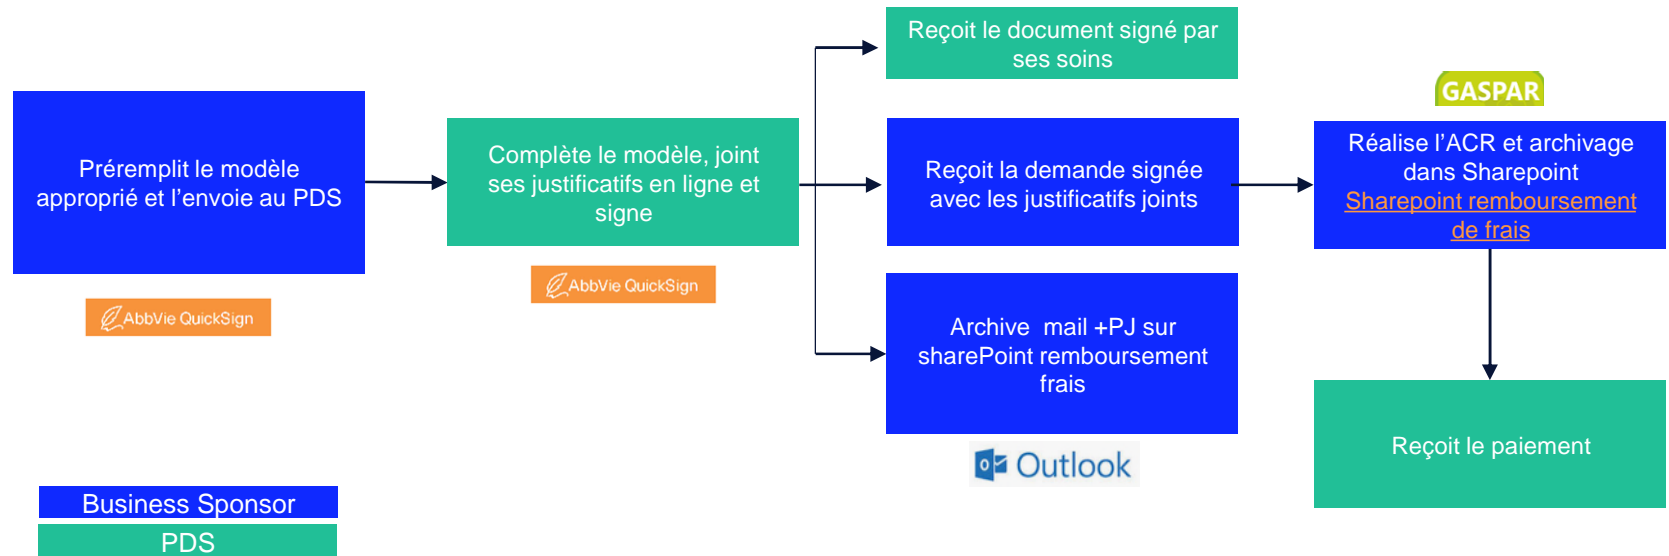 Préremplit le modèle
approprié et l'envoie au PDS
AbbVie QuickSign
Complète le modèle, joint
ses justificatifs en ligne et
signe
AbbVie QuickSign
Reçoit le document signé par
ses soins
Reçoit la demande signée
avec les justificatifs joints
Archive  mail +PJ sur
sharePoint remboursement
frais
Outlook
GASPAR
Réalise l'ACR et archivage
dans Sharepoint
Sharepoint remboursement
de frais
Reçoit le paiement
Business Sponsor
PDS